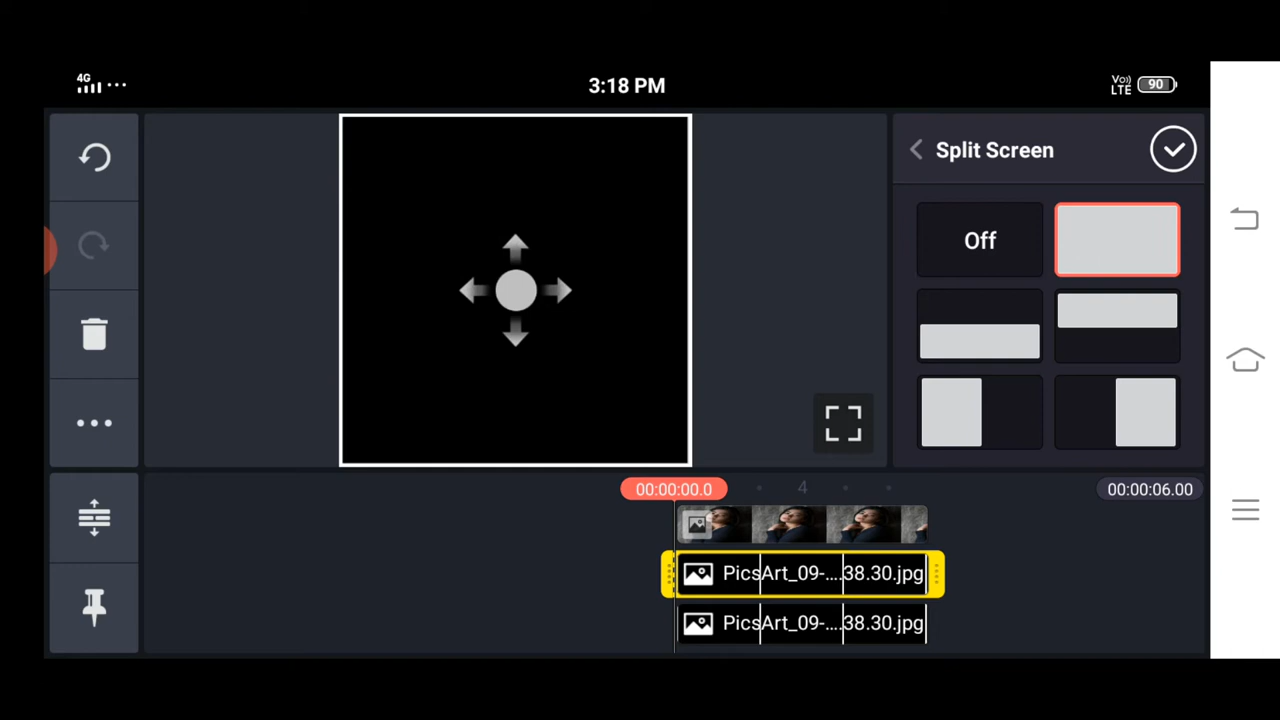 4G
3:18 PM
Vo))
LTE
90
Split Screen
Off
00:00:00.0
4
00:00:06.00
PicsArt_09-....38.30.jpg
PicsArt_09-....38.30.jpg